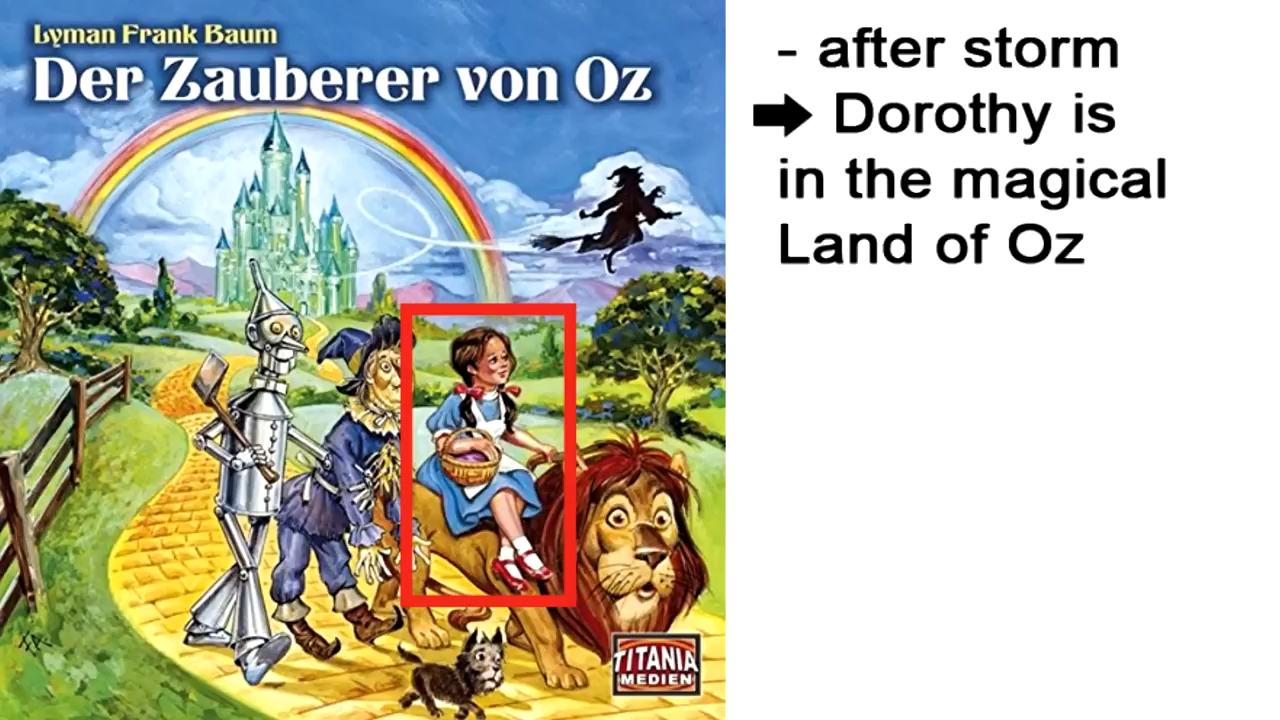 Lyman Frank Baum
Der Zauberer von Oz
TITANIA
MEDIEN
- after storm
➡ Dorothy is
in the magical
Land of Oz